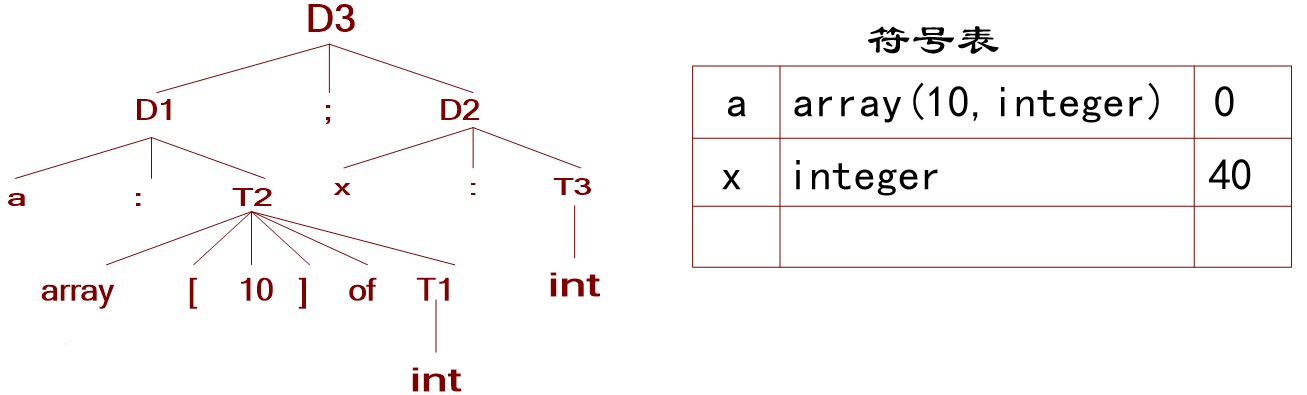 D3
D1 ; D2
a : T2 x : T3
array [ 10 ] of T1 int
int
符号表
a array(10,integer) 0
x integer 40